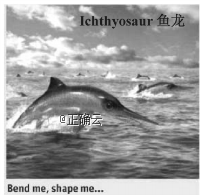 Ichthyosaur 鱼龙
@正确云
Bend me, shape me...